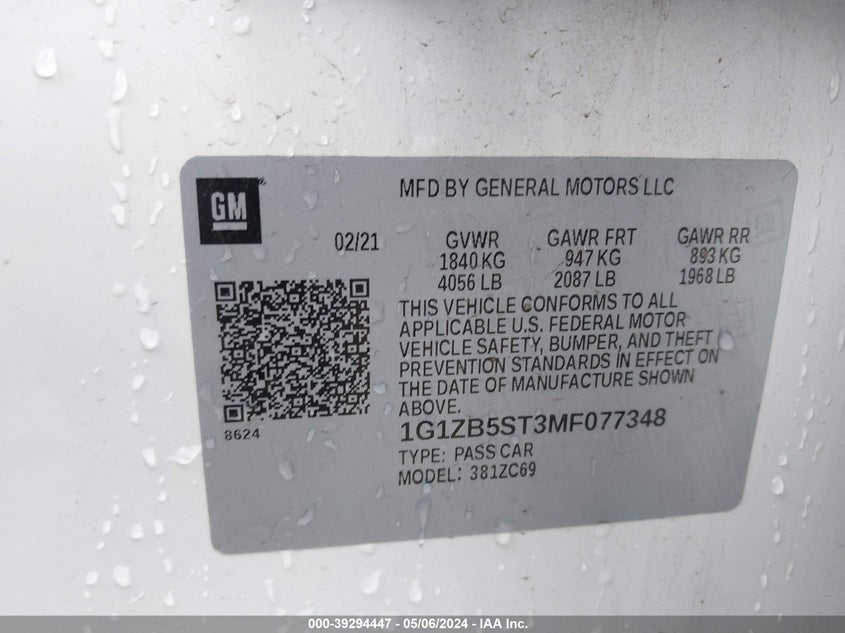 GM
MFD BY GENERAL MOTORS LLC
02/21
GVWR GAWR FRT GAWR RR
1840 KG 947 KG 893 KG
4056 LB 2087 LB 1968 LB
THIS VEHICLE CONFORMS TO ALL
APPLICABLE U.S. FEDERAL MOTOR
VEHICLE SAFETY, BUMPER, AND THEFT
PREVENTION STANDARDS IN EFFECT ON
THE DATE OF MANUFACTURE SHOWN
ABOVE.
8624
1G1ZB5ST3MF077348
TYPE: PASS CAR
MODEL: 381ZC69
000-39294447 - 05/06/2024 - IAA Inc.